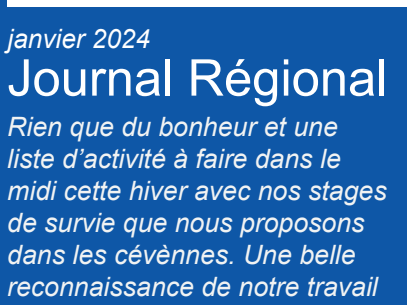 janvier 2024
Journal Régional
Rien que du bonheur et une
liste d’activité à faire dans le
midi cette hiver avec nos stages
de survie que nous proposons
dans les cévènnes. Une belle
reconnaissance de notre travail